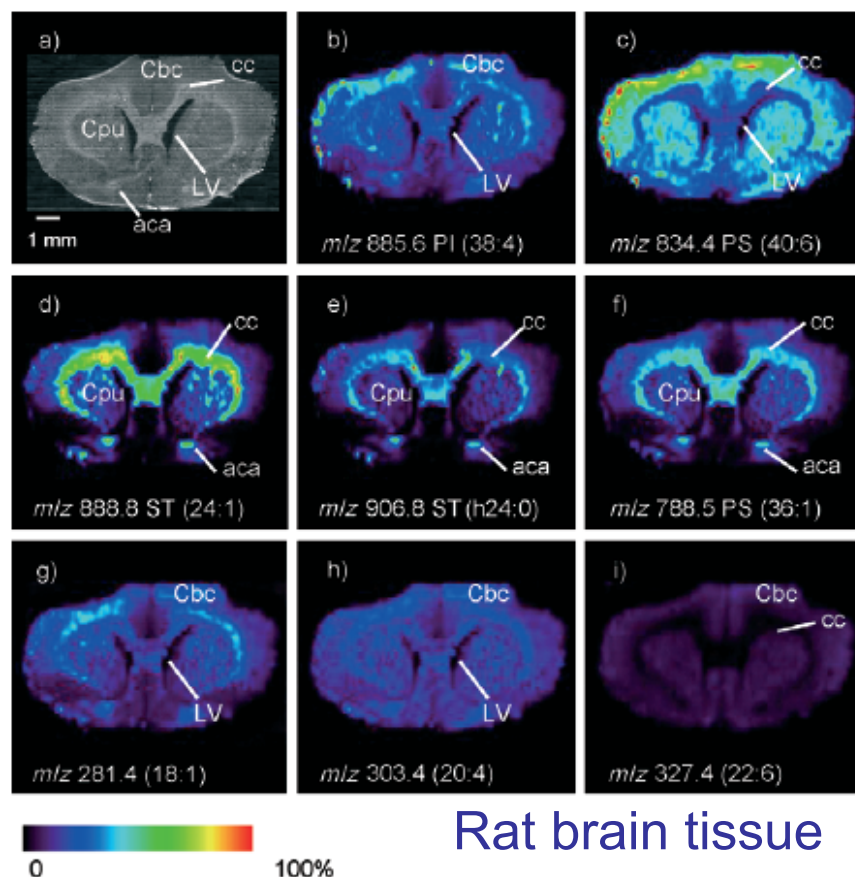 a)
Cbc
cc
Cpu
LV
aca
1 mm
b)
Cbc
LV
m/z 885.6 PI (38:4)
c)
cc
LV
m/z 834.4 PS (40:6)
d)
cc
Cpu
aca
m/z 888.8 ST (24:1)
e)
cc
Cpu
aca
m/z 906.8 ST (h24:0)
f)
cc
Cpu
aca
m/z 788.5 PS (36:1)
g)
Cbc
LV
m/z 281.4 (18:1)
h)
Cbc
LV
m/z 303.4 (20:4)
i)
Cbc
cc
m/z 327.4 (22:6)
0 100%
Rat brain tissue